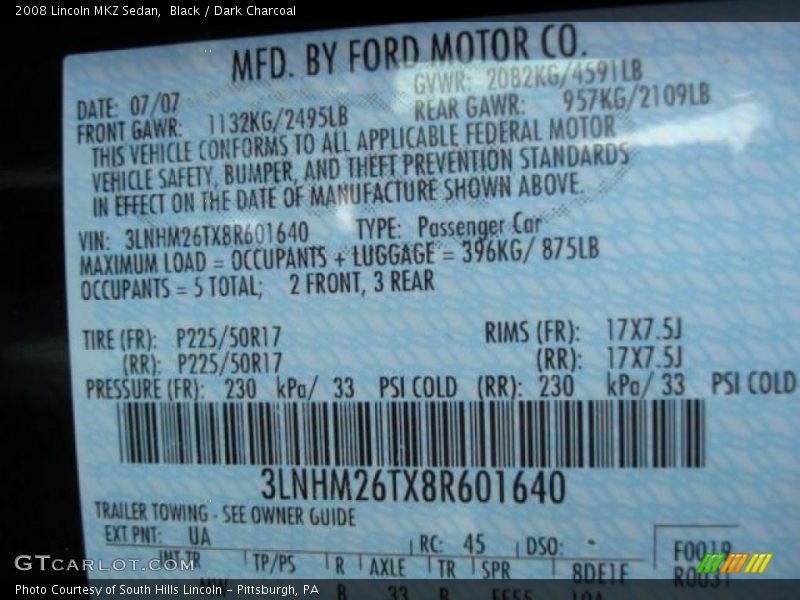 2008 Lincoln MKZ Sedan, Black / Dark Charcoal
MFD. BY FORD MOTOR CO.
DATE: 07/07 GVWR: 2082KG/4591LB
FRONT GAWR: 1132KG/2495LB REAR GAWR: 957KG/2109LB
THIS VEHICLE CONFORMS TO ALL APPLICABLE FEDERAL MOTOR
VEHICLE SAFETY, BUMPER, AND THEFT PREVENTION STANDARDS
IN EFFECT ON THE DATE OF MANUFACTURE SHOWN ABOVE.
VIN: 3LNHM26TX8R601640 TYPE: Passenger Car
MAXIMUM LOAD = OCCUPANTS + LUGGAGE = 396KG/ 875LB
OCCUPANTS = 5 TOTAL; 2 FRONT, 3 REAR
TIRE (FR): P225/50R17 RIMS (FR): 17X7.5J
(RR): P225/50R17 (RR): 17X7.5J
PRESSURE (FR): 230 kPa/ 33 PSI COLD (RR): 230 kPa/ 33 PSI COLD
3LNHM26TX8R601640
TRAILER TOWING - SEE OWNER GUIDE
EXT PNT: UA RC: 45 DSO: -
INT TR TP/PS R AXLE TR SPR 8DE1F
GTcarlot.com
Photo Courtesy of South Hills Lincoln - Pittsburgh, PA